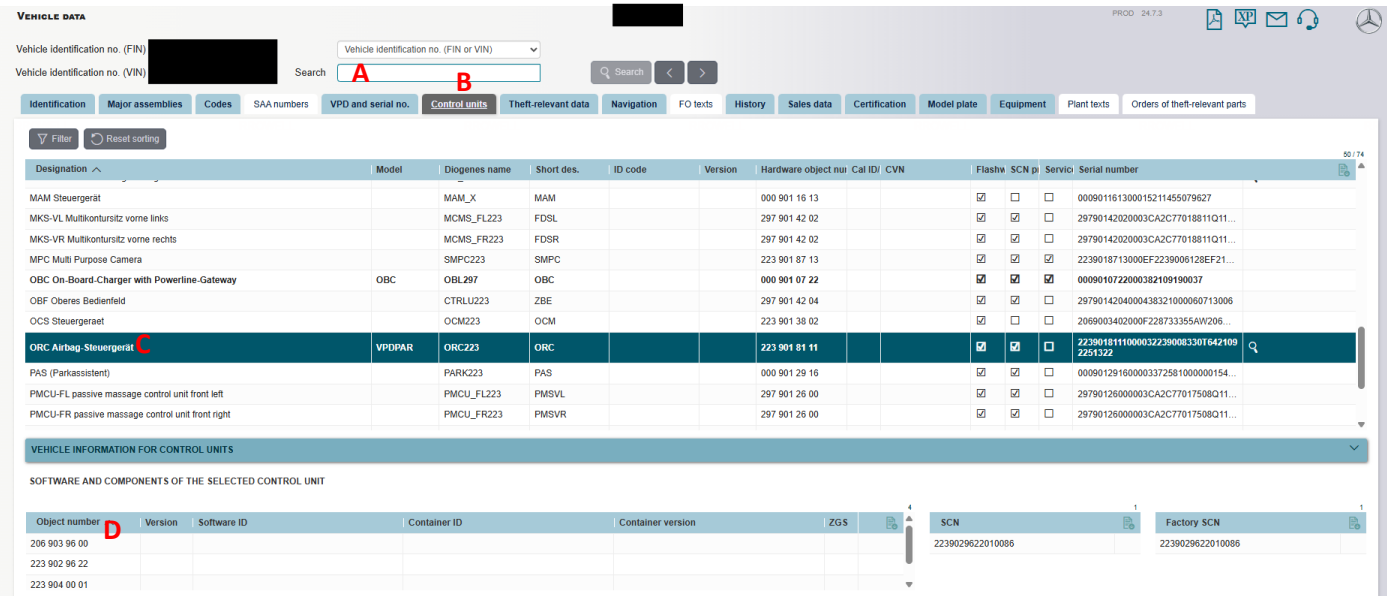 VEHICLE DATA
PROD 24.7.3
XP
Vehicle identification no. (FIN)
Vehicle identification no. (FIN or VIN)
Vehicle identification no. (VIN)
Search
A
Search
B
Identification Major assemblies Codes SAA numbers VPD and serial no. Control units Theft-relevant data Navigation FO texts History Sales data Certification Model plate Equipment Plant texts Orders of theft-relevant parts
Filter Reset sorting
50 / 74
Designation Model Diogenes name Short des. ID code Version Hardware object nu Cal ID/ CVN Flashw SCN p Servic Serial number
MAM Steuergerät MAM_X MAM 000 901 16 13 000901161300015211455079627
MKS-VL Multikontursitz vorne links MCMS_FL223 FDSL 297 901 42 02 29790142020003CA2C77018811Q11...
MKS-VR Multikontursitz vorne rechts MCMS_FR223 FDSR 297 901 42 02 29790142020003CA2C77018811Q11...
MPC Multi Purpose Camera SMPC223 SMPC 223 901 87 13 2239018713000EF2239006128EF21...
OBC On-Board-Charger with Powerline-Gateway OBC OBL297 OBC 000 901 07 22 0009010722000382109190037
OBF Oberes Bedienfeld CTRLU223 ZBE 297 901 42 04 2979014204000438321000060713006
OCS Steuergeraet OCM223 OCM 223 901 38 02 2069003402000F228733355AW206...
ORC Airbag-Steuergerät C VPDPAR ORC223 ORC 223 901 81 11 2239018111000032239008330T642109
2251322
PAS (Parkassistent) PARK223 PAS 000 901 29 16 000901291600003372581000000154...
PMCU-FL passive massage control unit front left PMCU_FL223 PMSVL 297 901 26 00 29790126000003CA2C77017508Q11...
PMCU-FR passive massage control unit front right PMCU_FR223 PMSVR 297 901 26 00 29790126000003CA2C77017508Q11...
VEHICLE INFORMATION FOR CONTROL UNITS
SOFTWARE AND COMPONENTS OF THE SELECTED CONTROL UNIT
4 1 1
Object number D Version Software ID Container ID Container version ZGS SCN Factory SCN
206 903 96 00 2239029622010086 2239029622010086
223 902 96 22
223 904 00 01